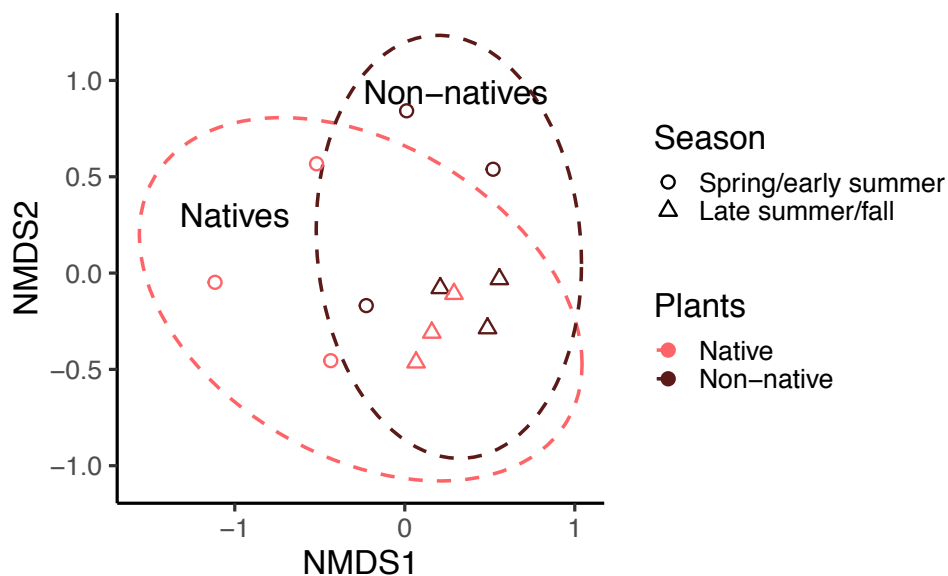 NMDS2
1.0
0.5
0.0
−0.5
−1.0
Non−natives
Natives
−1
0
1
NMDS1
Season
Spring/early summer
Late summer/fall
Plants
Native
Non−native